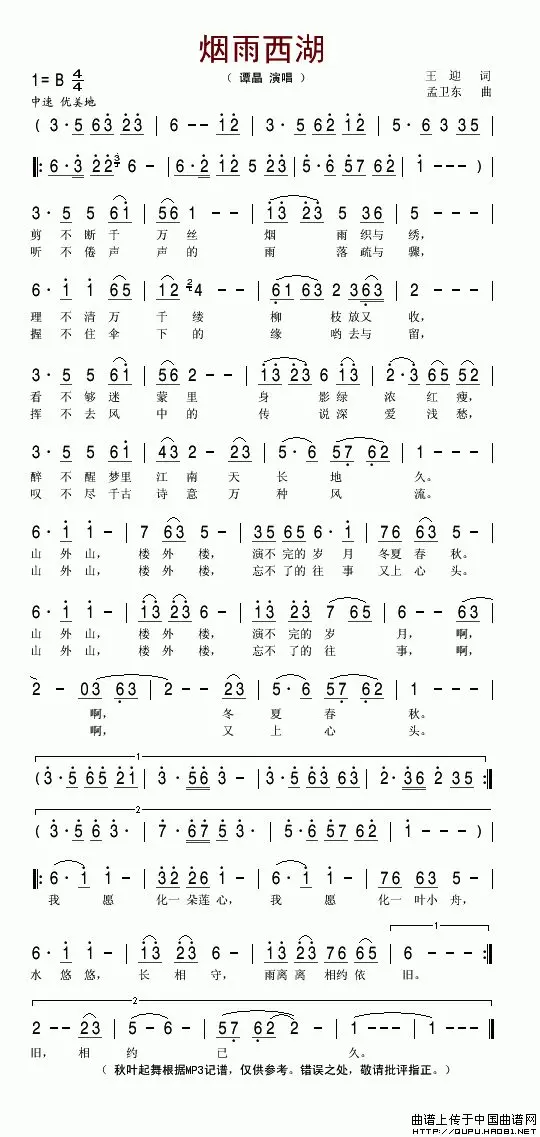 烟雨西湖
( 谭晶 演唱 )
1= B 4/4
王 迎 词
中速 优美地
孟卫东 曲
( 3· 5 63 23 | 6 - - 12 | 3· 5 6 12 | 5· 6 3 35 |
|: 6·3 22 3 6 - | 6·2 12 5 23 | 5·6 57 62 | 1 - - - )
3· 5 5 61 | 56 1 - - | 13 23 5 36 | 5 - - - |
剪 不 断 千 万 丝 烟 雨 织与 绣,
听 不 倦 声 声 的 雨 落 疏与 骤,
6· 1 1 65 | 12 24 - - | 61 63 2 363 | 2 - - - |
理 不 清 万 千 缕 柳 枝 放又 收,
握 不 住 伞 下 的 缘 哟 去与 留,
3· 5 5 61 | 56 1 - - | 13 23 6 13 | 2·3 65 52 |
看 不 够 迷 蒙 里 身 影 绿 浓 红 瘦,
挥 不 去 风 中 的 传 说 深 爱 浅 愁,
3· 5 5 61 | 43 2 - 23 | 5· 6 57 62 | 1 - - - |
醉 不 醒 梦里 江 南 天 长 地 久。
叹 不 尽 千古 诗 意 万 种 风 流。
6· 1 1 - | 7 63 5 - | 35 65 6· 1 | 76 63 5 - |
山 外 山, 楼 外 楼, 演不 完的 岁 月 冬夏 春 秋。
山 外 山, 楼 外 楼, 忘不 了的 往 事 又上 心 头。
6· 1 1 - | 13 23 6 - | 13 23 7 65 | 6 - - 63 |
山 外 山, 楼 外 楼, 演不 完的 岁 月, 啊,
山 外 山, 楼 外 楼, 忘不 了的 往 事, 啊,
2 - 03 63 | 2 - - 23 | 5· 6 57 62 | 1 - - - |
啊, 冬 夏 春 秋。
啊, 又 上 心 头。
1
(3·5 65 21 | 3· 56 3 - | 3·5 63 63 | 2· 36 2 35 :|
2
( 3·5 6 3· | 7· 67 5 3· | 5·6 57 62 | 1 - - - )
|: 6· 1 1 - | 32 26 5 - | 6· 1 1 - | 76 63 5 - |
我 愿 化一 朵莲 心, 我 愿 化一 叶小 舟,
1
6· 1 1 - | 13 23 6 - | 13 23 76 65 | 6 - - - :|
水 悠 悠, 长 相 守, 雨离 离 相约 依 旧。
2
2 - - 23 | 5 - - - | 57 62 1 - | 1 - - - ‖
旧, 相 约 已 久。
( 秋叶起舞根据MP3记谱, 仅供参考。错误之处, 敬请批评指正。)
曲谱上传于中国曲谱网
http://QUPU.HAO81.NET